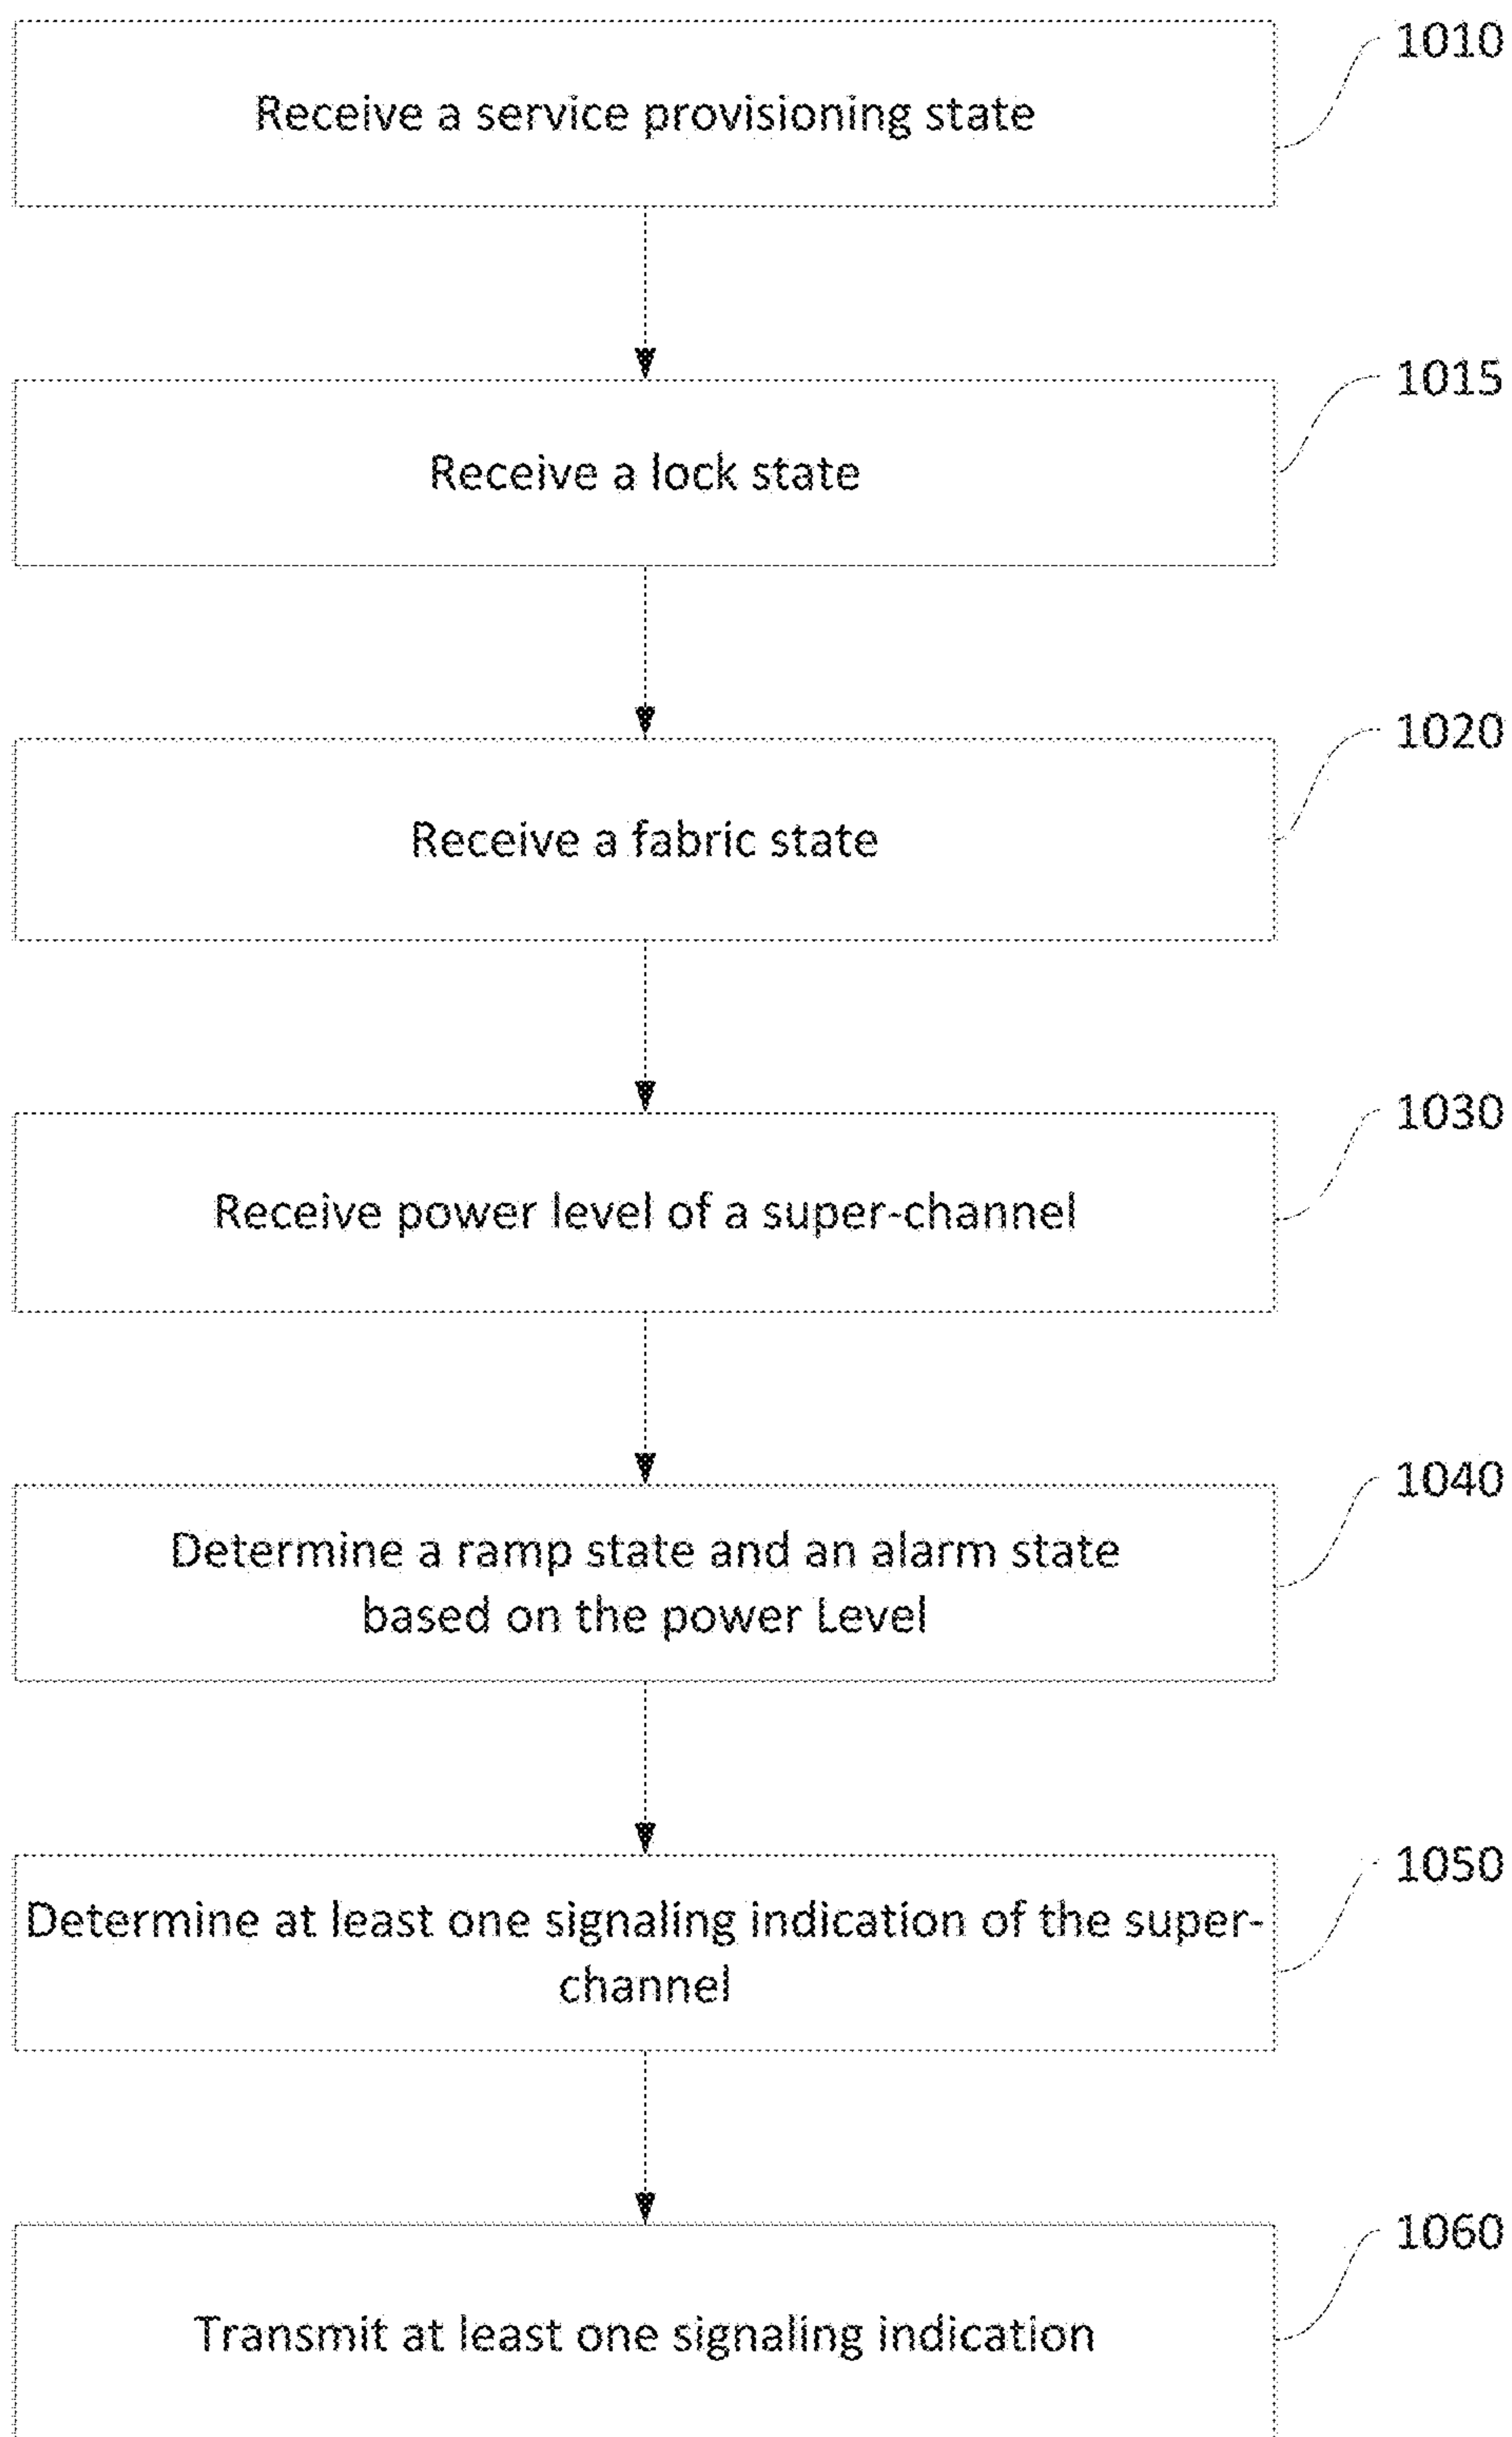 1010
Receive a service provisioning state
1015
Receive a lock state
1020
Receive a fabric state
1030
Receive power level of a super-channel
1040
Determine a ramp state and an alarm state
based on the power Level
1050
Determine at least one signaling indication of the super-
channel
1060
Transmit at least one signaling indication